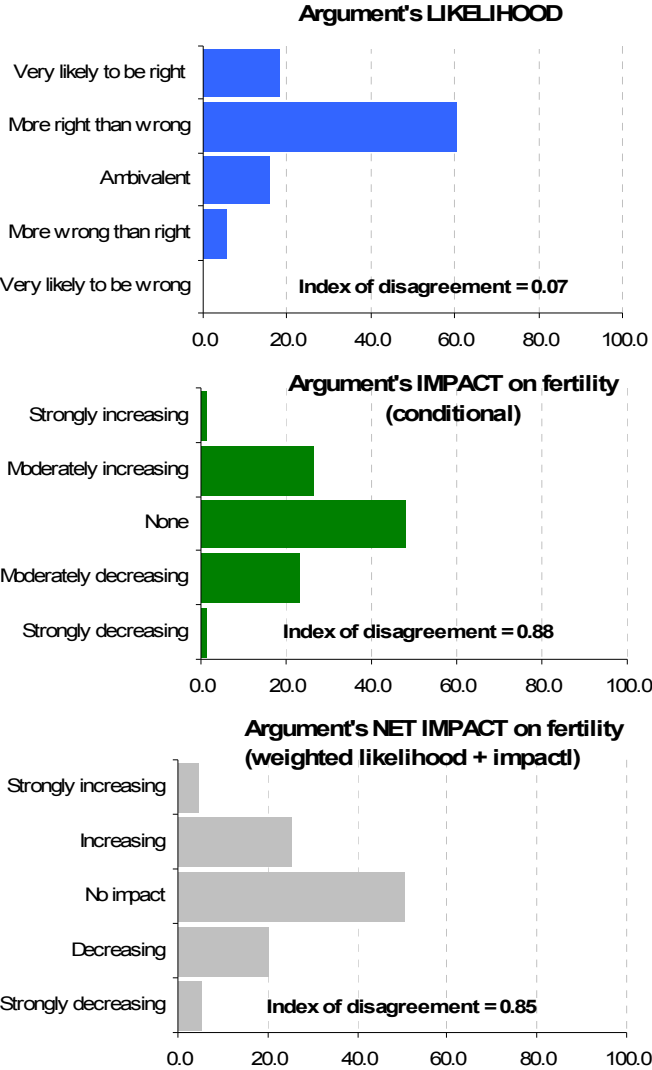 Argument's LIKELIHOOD
Very likely to be right
More right than wrong
Ambivalent
More wrong than right
Very likely to be wrong
Index of disagreement = 0.07
0.0 20.0 40.0 60.0 80.0 100.0
Argument's IMPACT on fertility
(conditional)
Strongly increasing
Moderately increasing
None
Moderately decreasing
Strongly decreasing
Index of disagreement = 0.88
0.0 20.0 40.0 60.0 80.0 100.0
Argument's NET IMPACT on fertility
(weighted likelihood + impactl)
Strongly increasing
Increasing
No impact
Decreasing
Strongly decreasing
Index of disagreement = 0.85
0.0 20.0 40.0 60.0 80.0 100.0